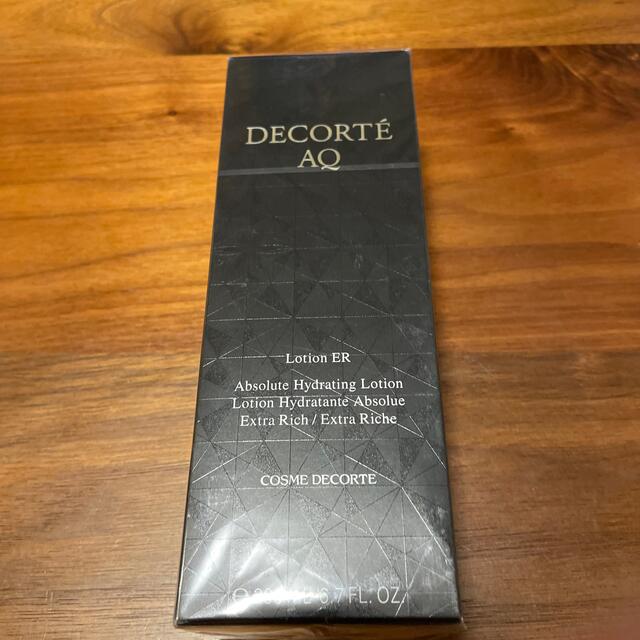 DECORTÉ
AQ
Lotion ER
Absolute Hydrating Lotion
Lotion Hydratante Absolue
Extra Rich / Extra Riche
COSME DECORTE
6.7 FL. OZ.